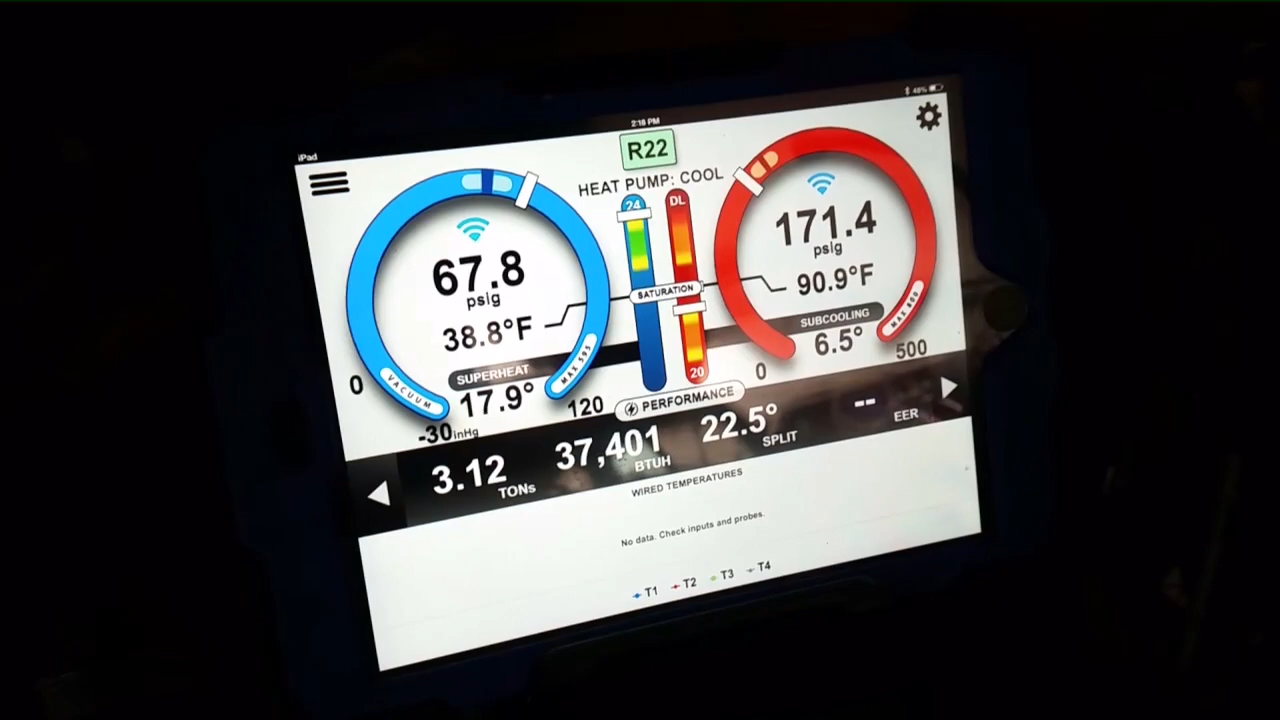 iPad
2:18 PM
48%
R22
HEAT PUMP: COOL
67.8
psig
38.8°F
SUPERHEAT
17.9°
0
VACUUM
-30inHg
MAX 595
120
24
DL
SATURATION
20
171.4
psig
90.9°F
SUBCOOLING
6.5°
0
MAX 800
500
PERFORMANCE
3.12 TONs
37,401 BTUH
22.5° SPLIT
-- EER
WIRED TEMPERATURES
No data. Check inputs and probes.
T1 T2 T3 T4